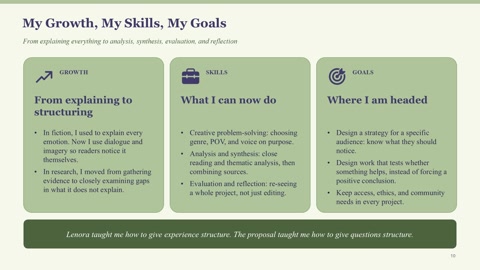 My Growth, My Skills, My Goals
From explaining everything to analysis, synthesis, evaluation, and reflection
GROWTH
From explaining to
structuring
• In fiction, I used to explain every
emotion. Now I use dialogue and
imagery so readers notice it
themselves.
• In research, I moved from gathering
evidence to closely examining gaps
in what it does not explain.
SKILLS
What I can now do
• Creative problem-solving: choosing
genre, POV, and voice on purpose.
• Analysis and synthesis: close
reading and thematic analysis, then
combining sources.
• Evaluation and reflection: re-seeing
a whole project, not just editing.
GOALS
Where I am headed
• Design a strategy for a specific
audience: know what they should
notice.
• Design work that tests whether
something helps, instead of forcing a
positive conclusion.
• Keep access, ethics, and community
needs in every project.
Lenora taught me how to give experience structure. The proposal taught me how to give questions structure.